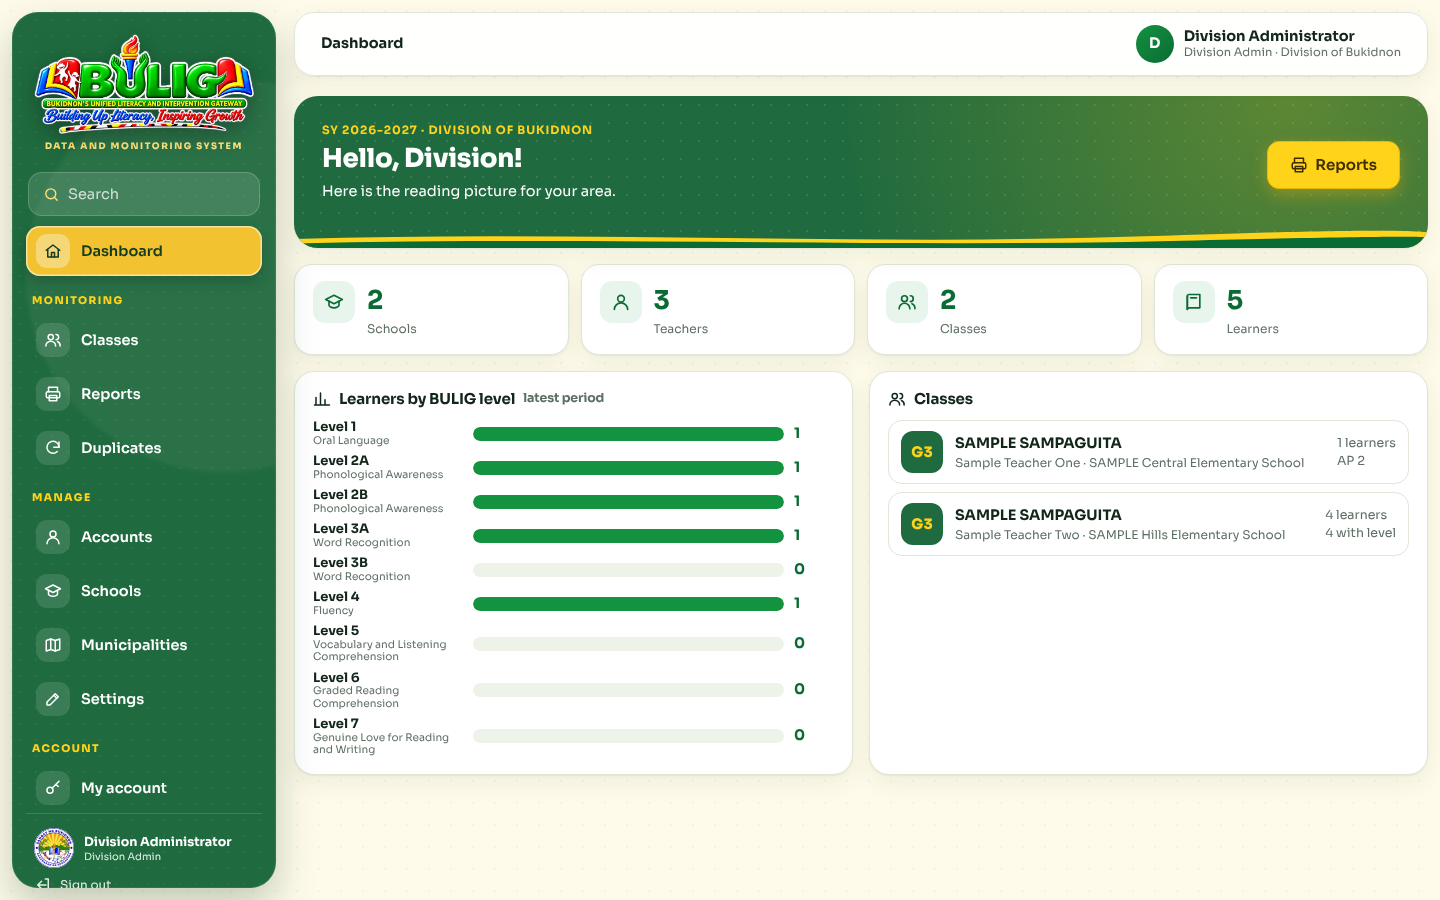 BULIG
BUKIDNON'S UNIFIED LITERACY AND INTERVENTION GATEWAY
Building Up Literacy, Inspiring Growth
DATA AND MONITORING SYSTEM
Search
Dashboard
MONITORING
Classes
Reports
Duplicates
MANAGE
Accounts
Schools
Municipalities
Settings
ACCOUNT
My account
Division Administrator
Division Admin
Sign out
Dashboard
D
Division Administrator
Division Admin · Division of Bukidnon
SY 2026-2027 · DIVISION OF BUKIDNON
Hello, Division!
Here is the reading picture for your area.
Reports
2
Schools
3
Teachers
2
Classes
5
Learners
Learners by BULIG level latest period
Level 1
Oral Language
1
Level 2A
Phonological Awareness
1
Level 2B
Phonological Awareness
1
Level 3A
Word Recognition
1
Level 3B
Word Recognition
0
Level 4
Fluency
1
Level 5
Vocabulary and Listening
Comprehension
0
Level 6
Graded Reading
Comprehension
0
Level 7
Genuine Love for Reading
and Writing
0
Classes
G3
SAMPLE SAMPAGUITA
Sample Teacher One · SAMPLE Central Elementary School
1 learners
AP 2
G3
SAMPLE SAMPAGUITA
Sample Teacher Two · SAMPLE Hills Elementary School
4 learners
4 with level